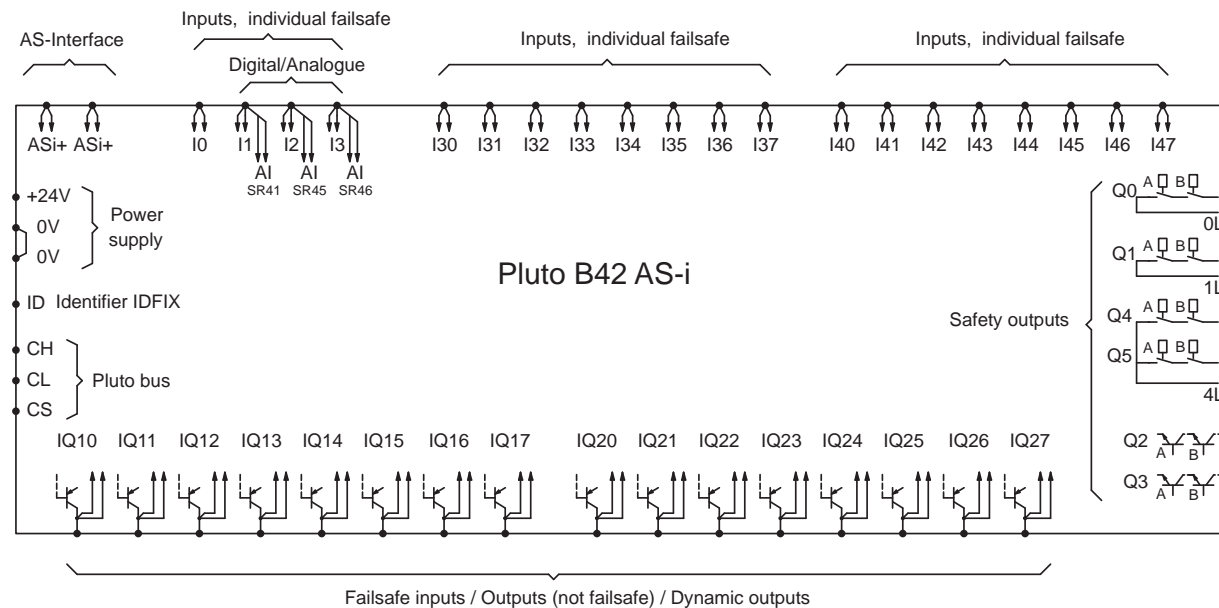 Inputs, individual failsafe
AS-Interface
Inputs, individual failsafe
Inputs, individual failsafe
Digital/Analogue
ASi+ ASi+ I0 I1 I2 I3 I30 I31 I32 I33 I34 I35 I36 I37 I40 I41 I42 I43 I44 I45 I46 I47
AI AI AI
SR41 SR45 SR46
+24V
0V
0V
Power
supply
ID Identifier IDFIX
CH
CL
CS
Pluto bus
Pluto B42 AS-i
Safety outputs
Q0 A B
0L
Q1 A B
1L
Q4 A B
Q5 A B
4L
Q2 A B
Q3 A B
IQ10 IQ11 IQ12 IQ13 IQ14 IQ15 IQ16 IQ17 IQ20 IQ21 IQ22 IQ23 IQ24 IQ25 IQ26 IQ27
Failsafe inputs / Outputs (not failsafe) / Dynamic outputs